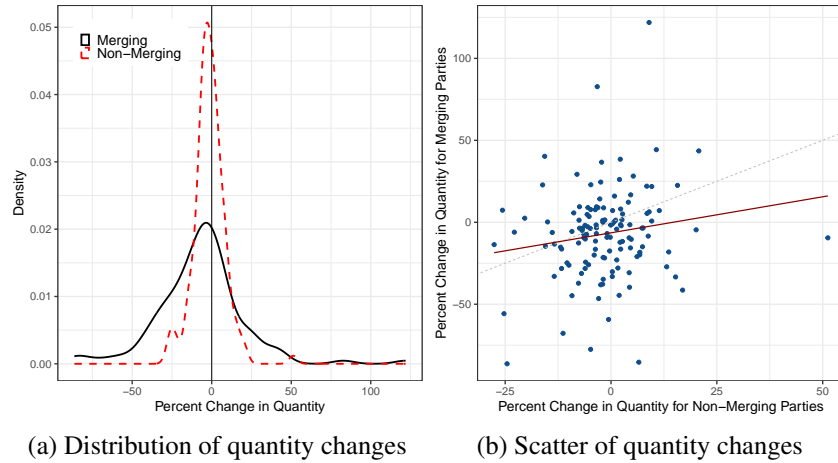 Merging
Non−Merging
0.05
0.04
0.03
0.02
0.01
0.00
Density
−50
0
50
100
Percent Change in Quantity
(a) Distribution of quantity changes
100
50
0
−50
Percent Change in Quantity for Merging Parties
−25
0
25
50
Percent Change in Quantity for Non−Merging Parties
(b) Scatter of quantity changes